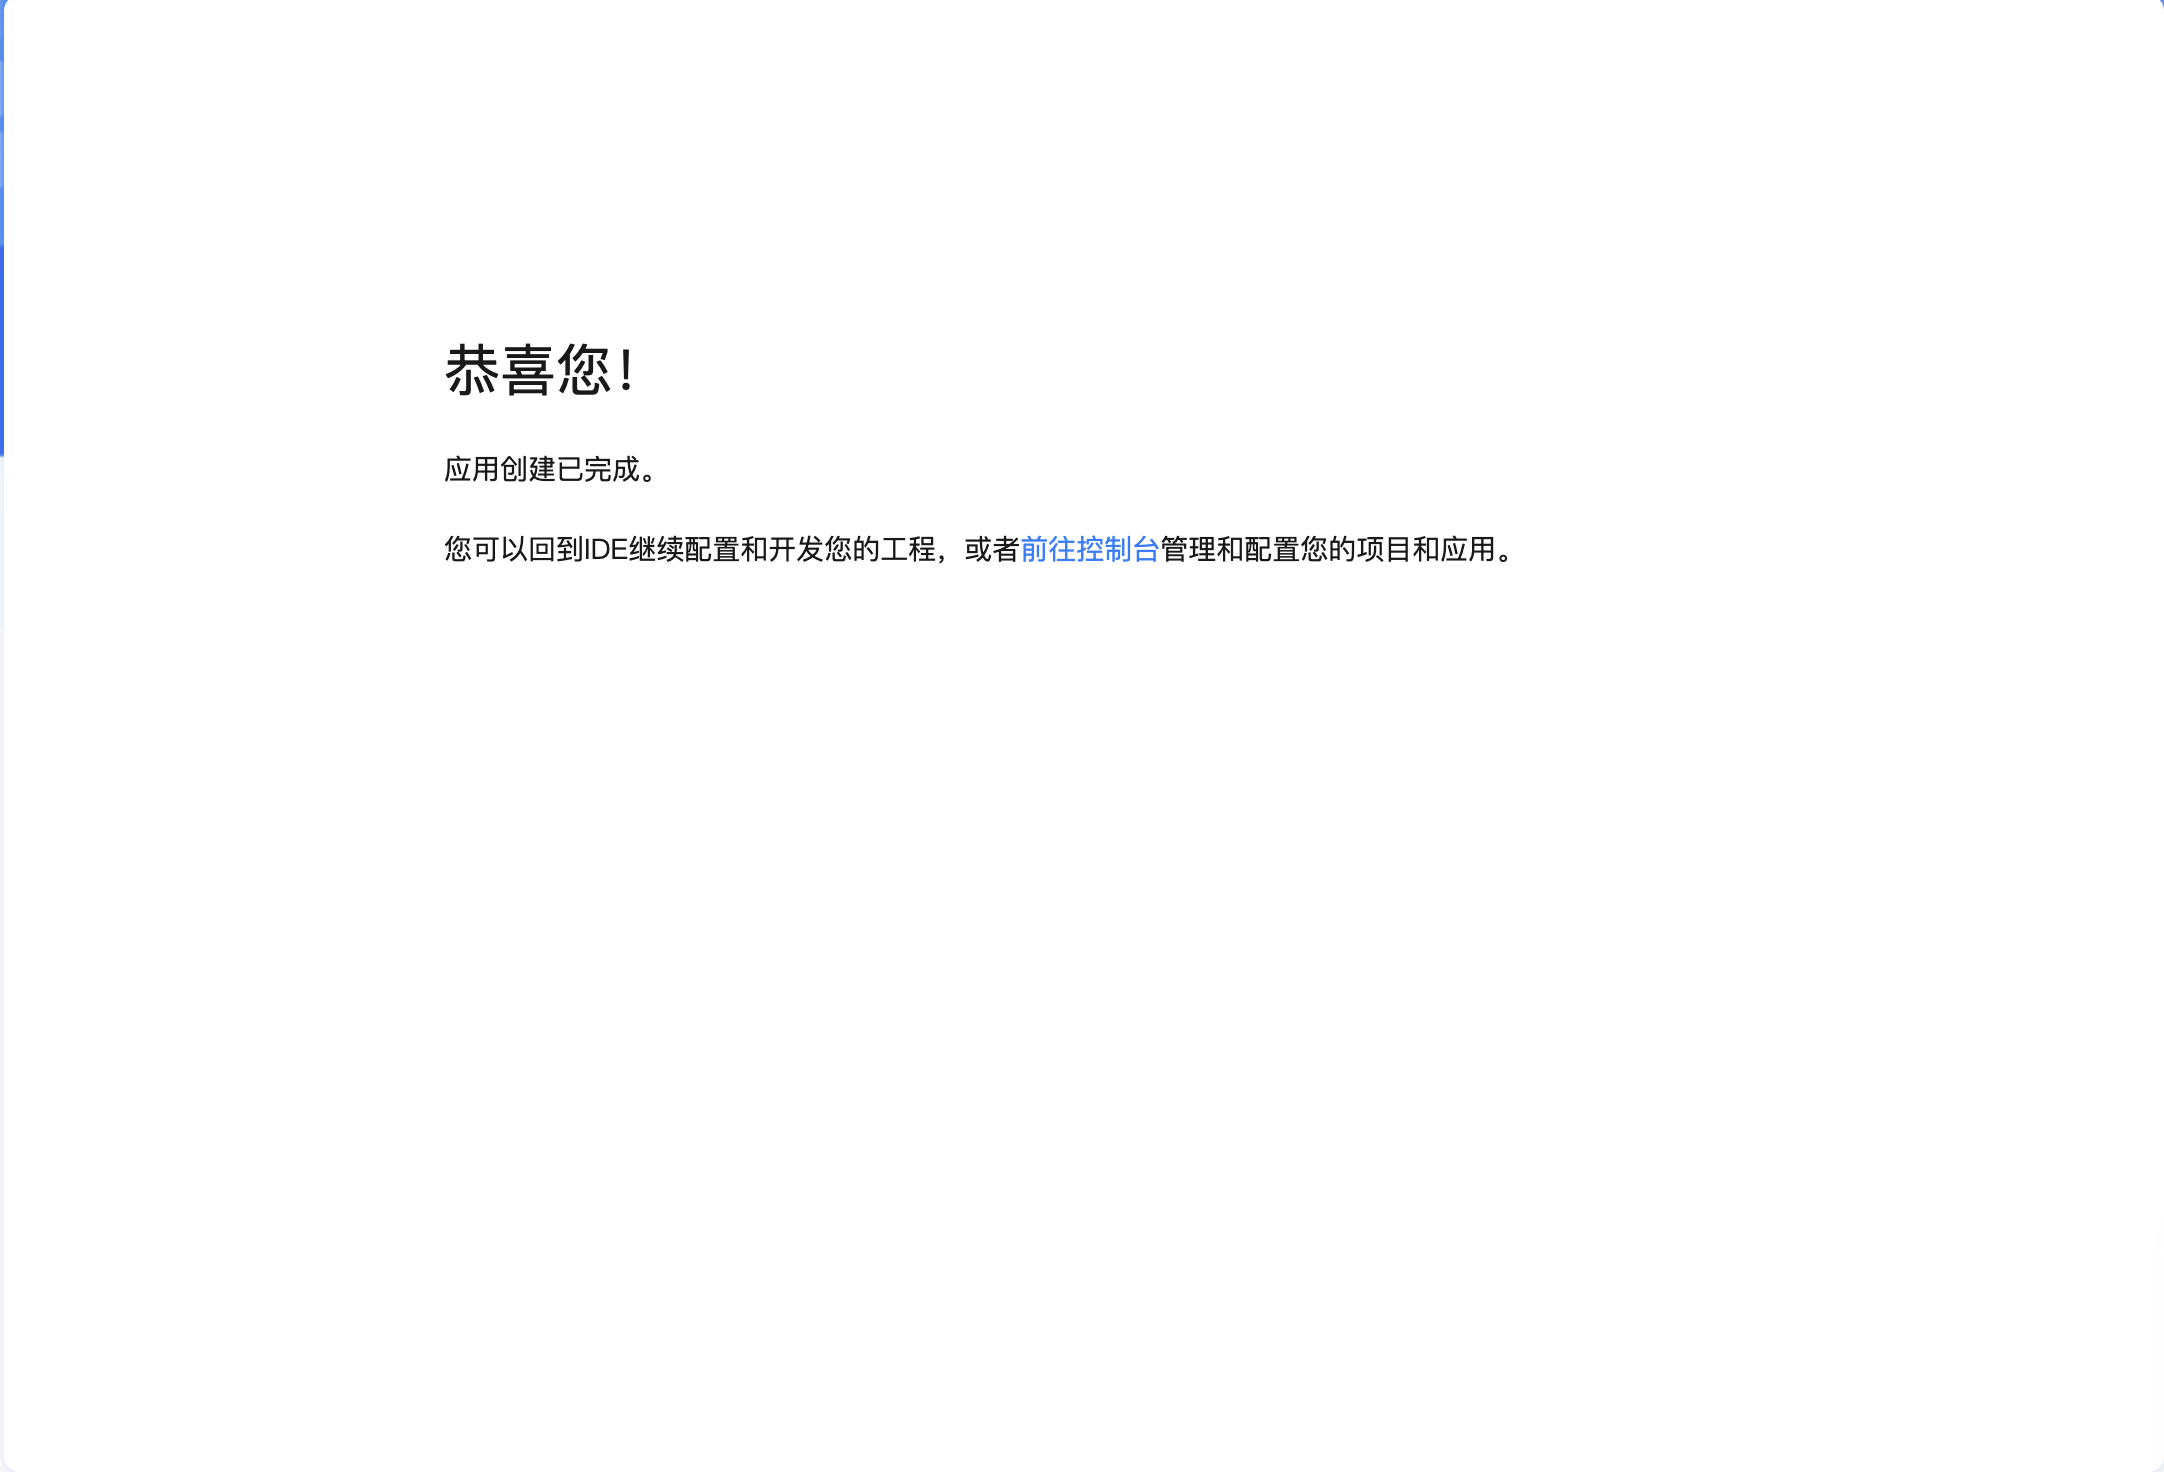 恭喜您！
应用创建已完成。
您可以回到IDE继续配置和开发您的工程，或者前往控制台管理和配置您的项目和应用。